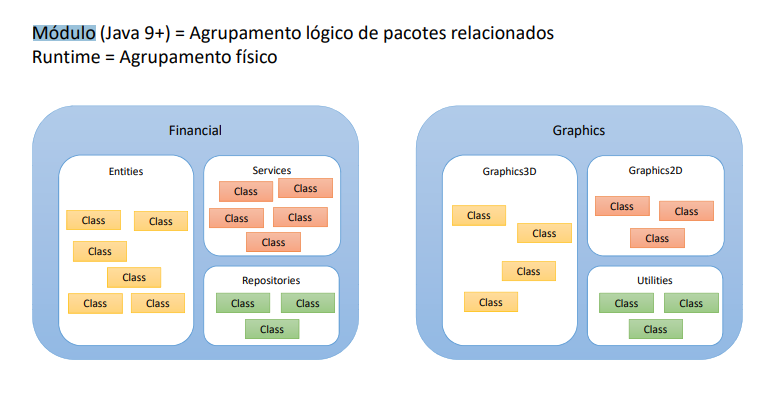 Módulo (Java 9+) = Agrupamento lógico de pacotes relacionados
Runtime = Agrupamento físico
Financial
Entities
Class Class
Class
Class
Class Class
Services
Class Class
Class Class
Class
Repositories
Class Class
Class
Graphics
Graphics3D
Class
Class
Class
Class
Graphics2D
Class Class
Class
Utilities
Class Class
Class